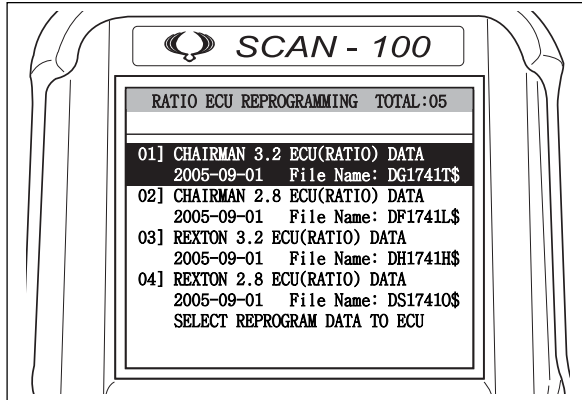 SCAN - 100
RATIO ECU REPROGRAMMING TOTAL:05
01] CHAIRMAN 3.2 ECU(RATIO) DATA
2005-09-01 File Name: DG1741T$
02] CHAIRMAN 2.8 ECU(RATIO) DATA
2005-09-01 File Name: DF1741L$
03] REXTON 3.2 ECU(RATIO) DATA
2005-09-01 File Name: DH1741H$
04] REXTON 2.8 ECU(RATIO) DATA
2005-09-01 File Name: DS1741O$
SELECT REPROGRAM DATA TO ECU